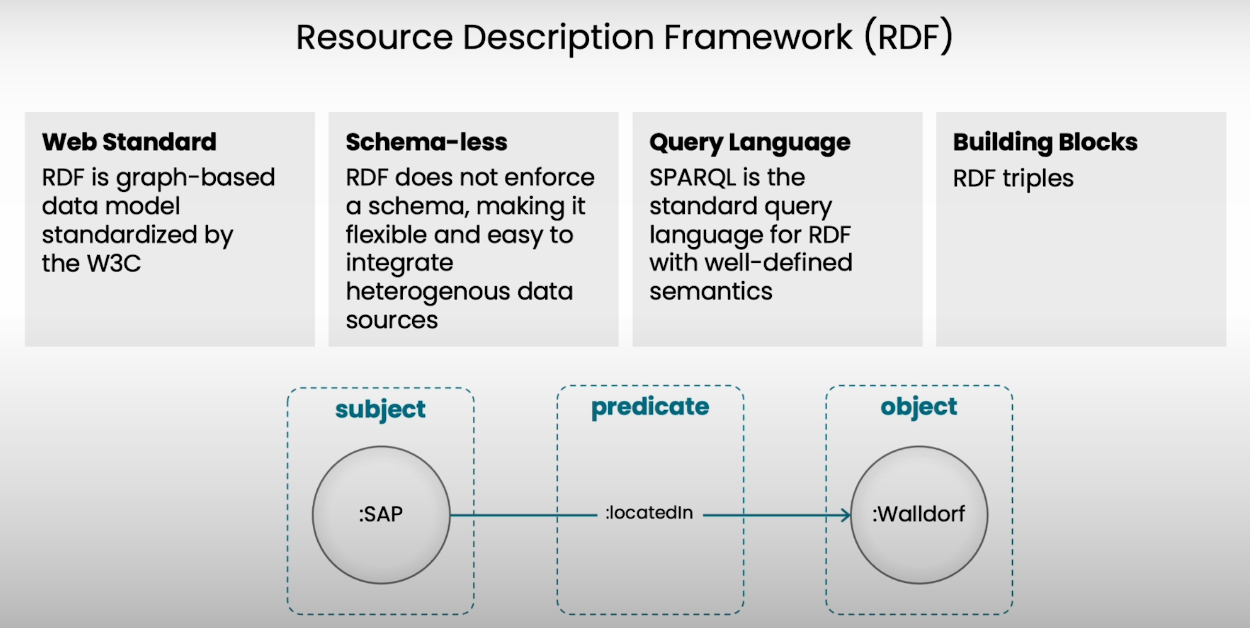 Resource Description Framework (RDF)
Web Standard
RDF is graph-based
data model
standardized by
the W3C
Schema-less
RDF does not enforce
a schema, making it
flexible and easy to
integrate
heterogenous data
sources
Query Language
SPARQL is the
standard query
language for RDF
with well-defined
semantics
Building Blocks
RDF triples
subject
predicate
object
:SAP
:locatedIn
:Walldorf